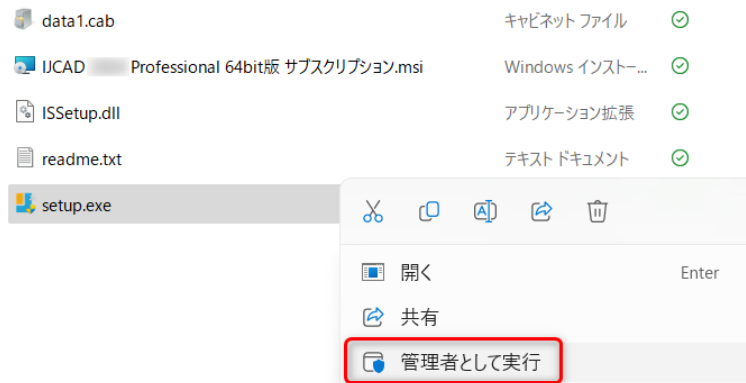 data1.cab キャビネット ファイル
IJCAD Professional 64bit版 サブスクリプション.msi Windows インストー...
ISSetup.dll アプリケーション拡張
readme.txt テキスト ドキュメント
setup.exe
開く Enter
共有
管理者として実行